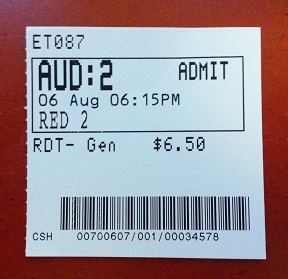 ET087
AUD:2 ADMIT
06 Aug 06:15PM
RED 2
RDT- Gen $6.50
CSH 00700607/001/00034578